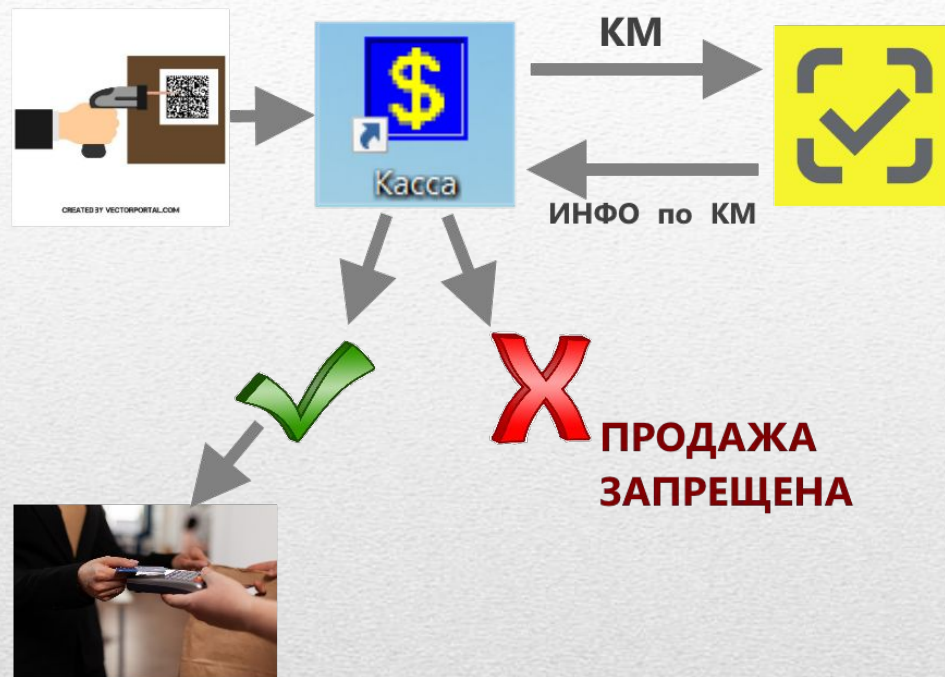 КМ
Касса
ИНФО по КМ
CREATED BY VECTORPORTAL.COM
ПРОДАЖА
ЗАПРЕЩЕНА